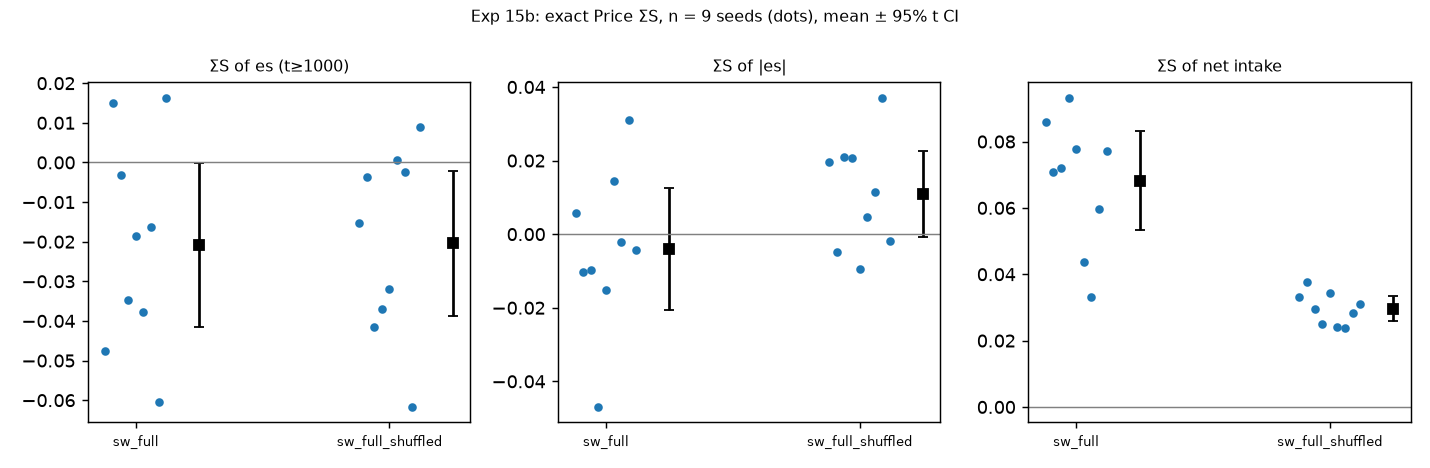 Exp 15b: exact Price ΣS, n = 9 seeds (dots), mean ± 95% t CI
ΣS of es (t≥1000)
0.02
0.01
0.00
−0.01
−0.02
−0.03
−0.04
−0.05
−0.06
sw_full
sw_full_shuffled
ΣS of |es|
0.04
0.02
0.00
−0.02
−0.04
sw_full
sw_full_shuffled
ΣS of net intake
0.08
0.06
0.04
0.02
0.00
sw_full
sw_full_shuffled